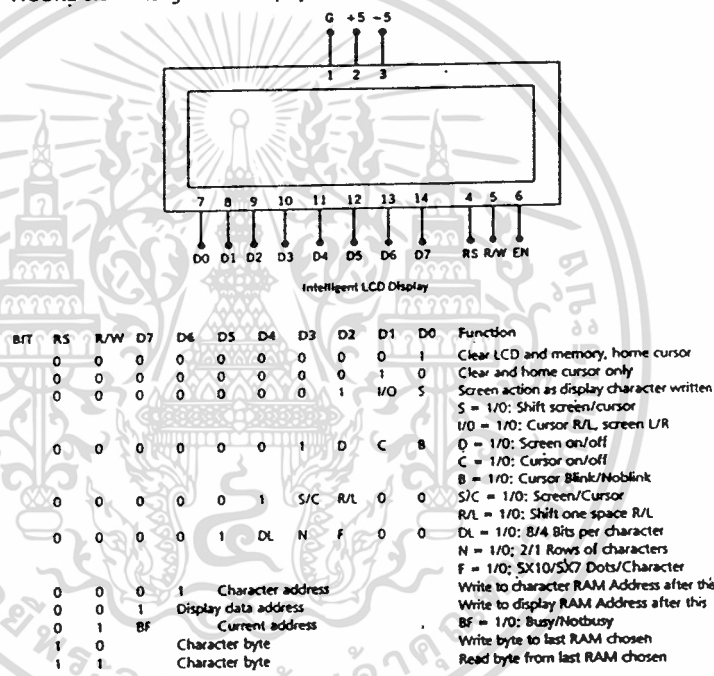 G +5 -5
1 2 3
7 8 9 10 11 12 13 14 4 5 6
D0 D1 D2 D3 D4 D5 D6 D7 RS R/W EN
Intelligent LCD Display
BIT RS R/W D7 D6 D5 D4 D3 D2 D1 D0 Function
0 0 0 0 0 0 0 0 0 1 Clear LCD and memory, home cursor
0 0 0 0 0 0 0 0 1 0 Clear and home cursor only
0 0 0 0 0 0 0 1 I/O S Screen action as display character written
S = 1/0: Shift screen/cursor
I/O = 1/0: Cursor R/L, screen L/R
0 0 0 0 0 0 1 D C B D = 1/0: Screen on/off
C = 1/0: Cursor on/off
B = 1/0: Cursor Blink/Noblink
0 0 0 0 0 1 S/C R/L 0 0 S/C = 1/0: Screen/Cursor
R/L = 1/0: Shift one space R/L
0 0 0 0 1 DL N F 0 0 DL = 1/0: 8/4 Bits per character
N = 1/0; 2/1 Rows of characters
F = 1/0; 5X10/5X7 Dots/Character
0 0 0 1 Character address Write to character RAM Address after this
0 0 1 Display data address Write to display RAM Address after this
0 1 BF Current address BF = 1/0: Busy/Notbusy
1 0 Character byte Write byte to last RAM chosen
1 1 Character byte Read byte from last RAM chosen